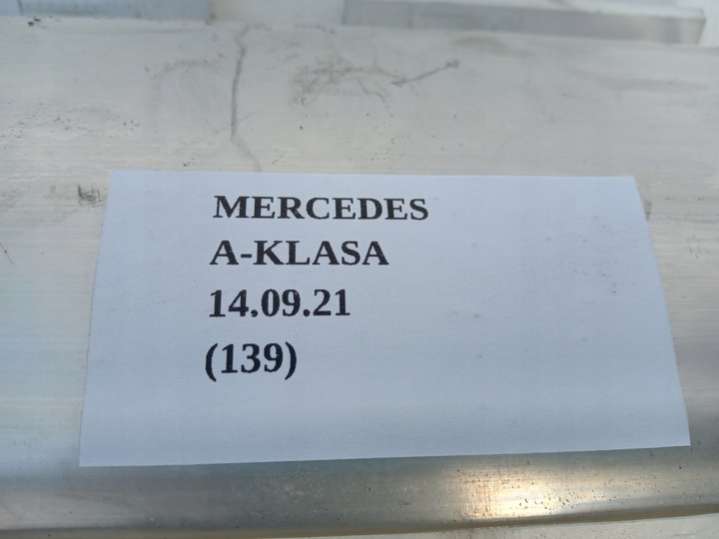 MERCEDES
A-KLASA
14.09.21
(139)